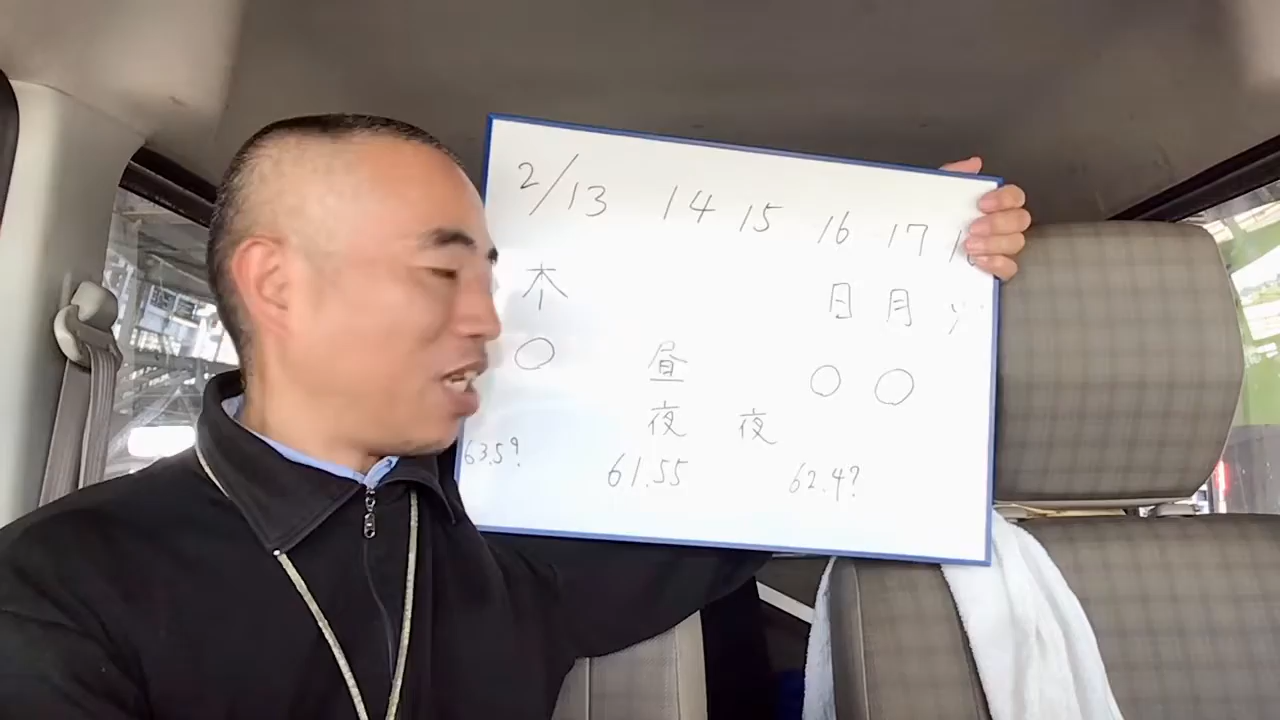 2/13 14 15 16 17
木 日 月
○ 昼 ○ ○
夜 夜
63.5? 61.55 62.4?